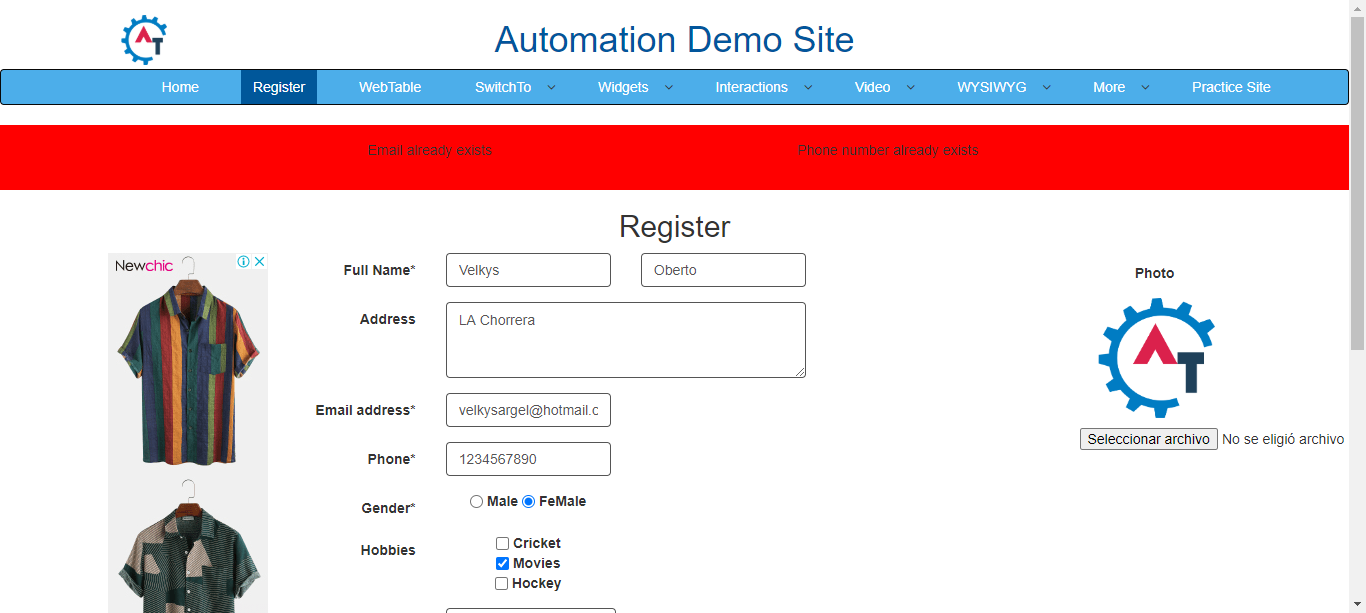 AT
Automation Demo Site
Home Register WebTable SwitchTo Widgets Interactions Video WYSIWYG More Practice Site
Email already exists Phone number already exists
Register
Newchic
Full Name* Velkys Oberto
Photo
Address LA Chorrera
AT
Email address* velkysargel@hotmail.c
Seleccionar archivo No se eligió archivo
Phone* 1234567890
Gender* Male FeMale
Hobbies Cricket
Movies
Hockey